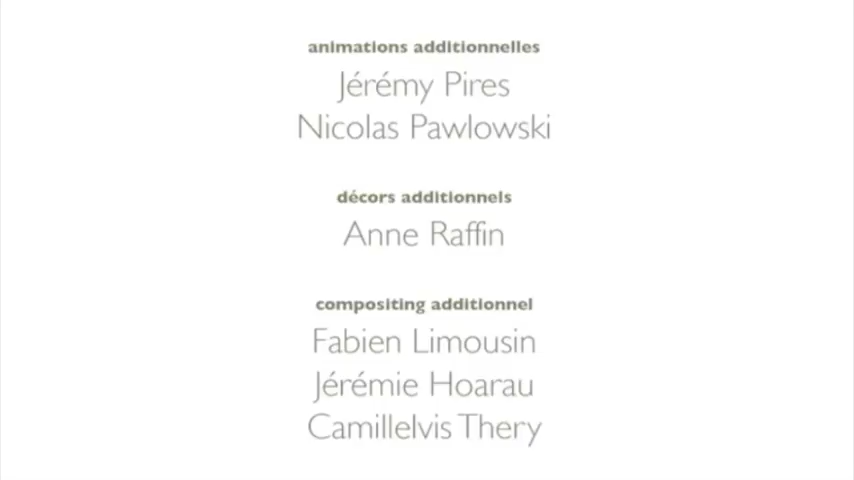 animations additionnelles
Jérémy Pires
Nicolas Pawlowski
décors additionnels
Anne Raffin
compositing additionnel
Fabien Limousin
Jérémie Hoarau
Camillelvis Thery